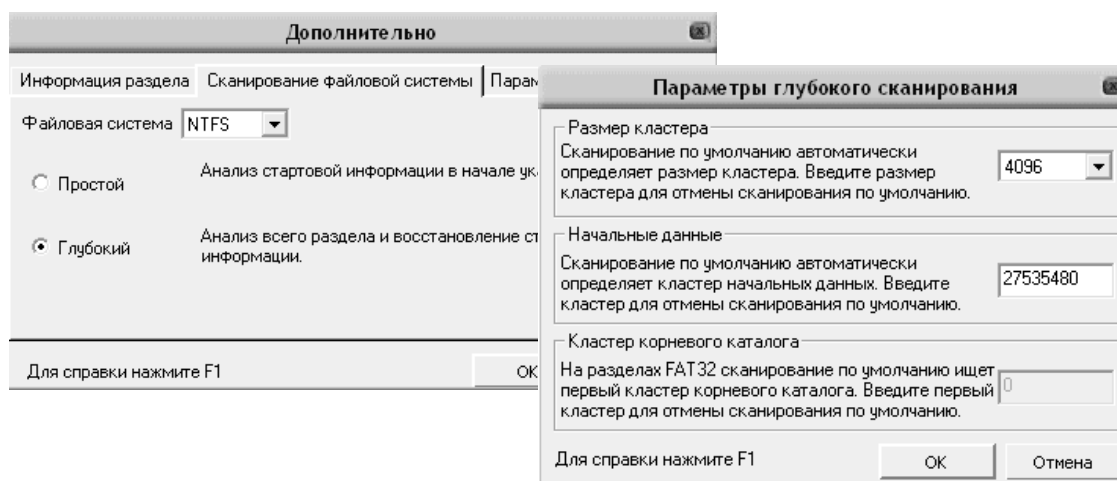 Дополнительно
Информация раздела Сканирование файловой системы Парам
Файловая система NTFS
Простой
Анализ стартовой информации в начале ук
Глубокий
Анализ всего раздела и восстановление ст
информации.
Для справки нажмите F1
ОК
Параметры глубокого сканирования
Размер кластера
Сканирование по умолчанию автоматически
определяет размер кластера. Введите размер
кластера для отмены сканирования по умолчанию.
4096
Начальные данные
Сканирование по умолчанию автоматически
определяет кластер начальных данных. Введите
кластер для отмены сканирования по умолчанию.
27535480
Кластер корневого каталога
На разделах FAT32 сканирование по умолчанию ищет
первый кластер корневого каталога. Введите первый
кластер для отмены сканирования по умолчанию.
0
Для справки нажмите F1
ОК
Отмена